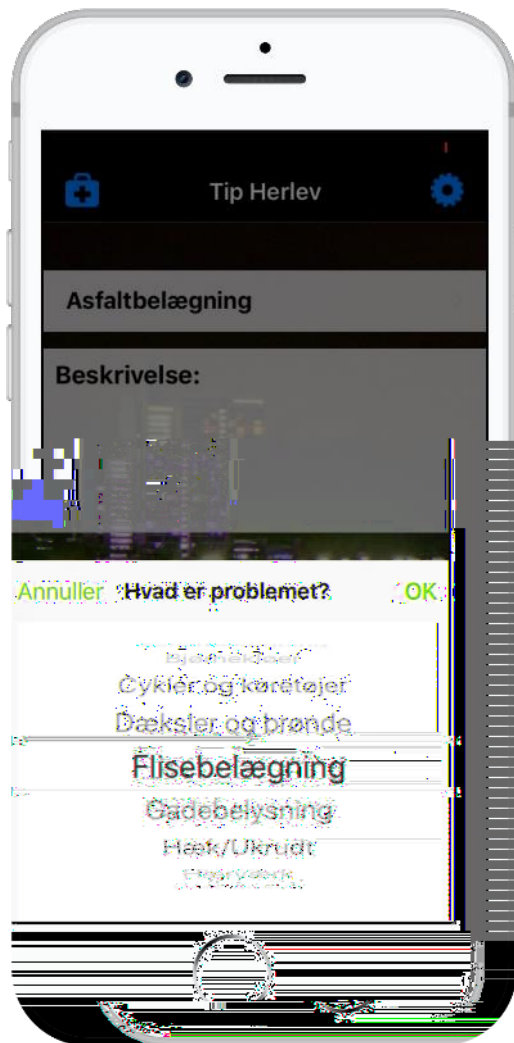 Tip Herlev
Asfaltbelægning
Beskrivelse:
Annuller Hvad er problemet? OK
Bjørnekløer
Cykler og køretøjer
Dæksler og brønde
Flisebelægning
Gadebelysning
Hæk/Ukrudt